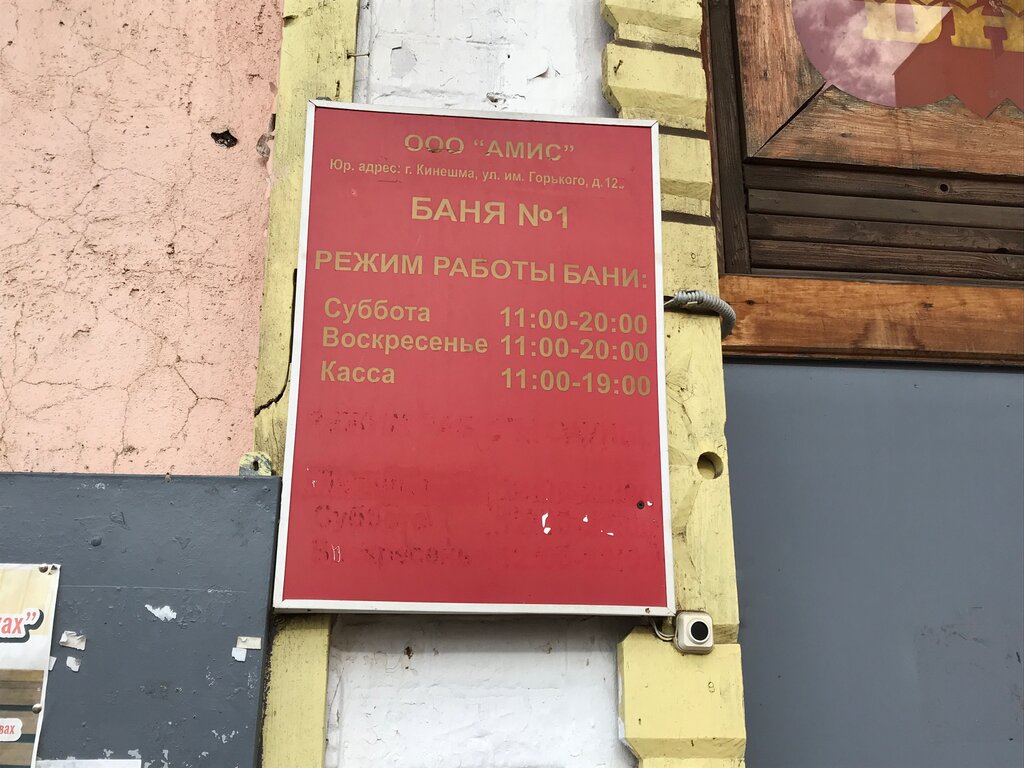 ООО "АМИС"
Юр. адрес: г. Кинешма, ул. им. Горького, д.12.
БАНЯ №1
РЕЖИМ РАБОТЫ БАНИ:
Суббота 11:00-20:00
Воскресенье 11:00-20:00
Касса 11:00-19:00